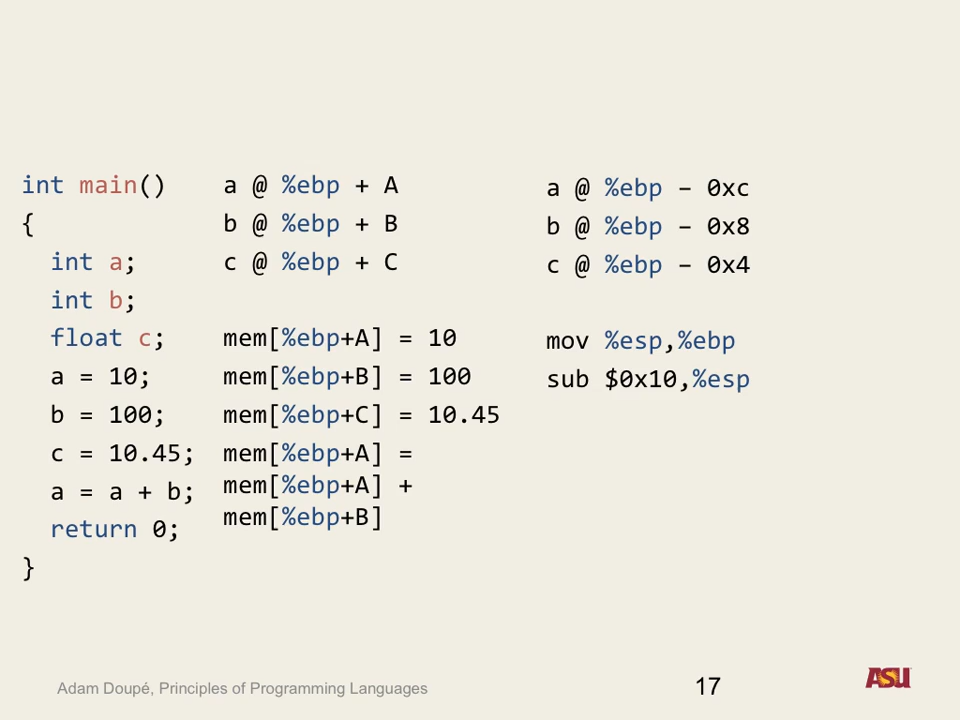 int main()
{
  int a;
  int b;
  float c;
  a = 10;
  b = 100;
  c = 10.45;
  a = a + b;
  return 0;
}
a @ %ebp + A
b @ %ebp + B
c @ %ebp + C
mem[%ebp+A] = 10
mem[%ebp+B] = 100
mem[%ebp+C] = 10.45
mem[%ebp+A] =
mem[%ebp+A] +
mem[%ebp+B]
a @ %ebp – 0xc
b @ %ebp – 0x8
c @ %ebp – 0x4
mov %esp,%ebp
sub $0x10,%esp
Adam Doupé, Principles of Programming Languages
17
ASU